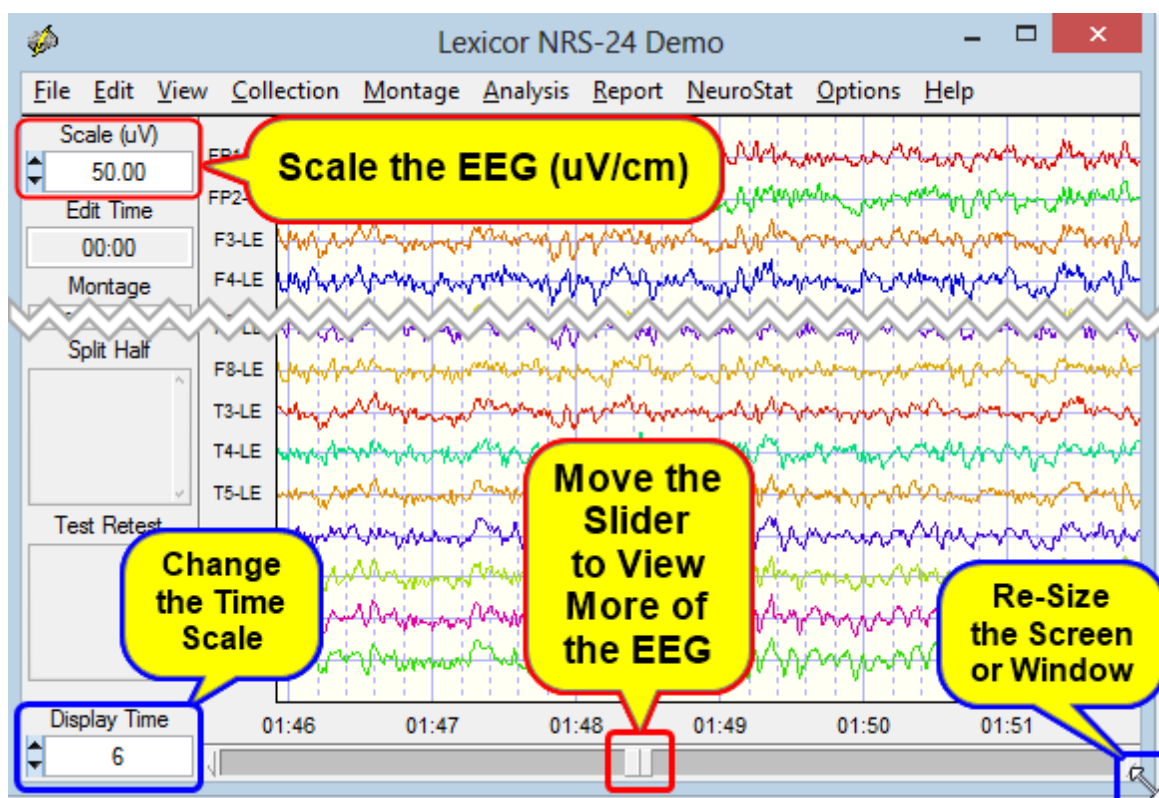 Lexicor NRS-24 Demo
File Edit View Collection Montage Analysis Report NeuroStat Options Help
Scale (uV)
50.00
Scale the EEG (uV/cm)
Edit Time
00:00
FP2-
F3-LE
Montage
F4-LE
Split Half
F8-LE
T3-LE
T4-LE
T5-LE
Test Retest
Change
the Time
Scale
Move the
Slider
to View
More of
the EEG
Re-Size
the Screen
or Window
Display Time
6
01:46 01:47 01:48 01:49 01:50 01:51